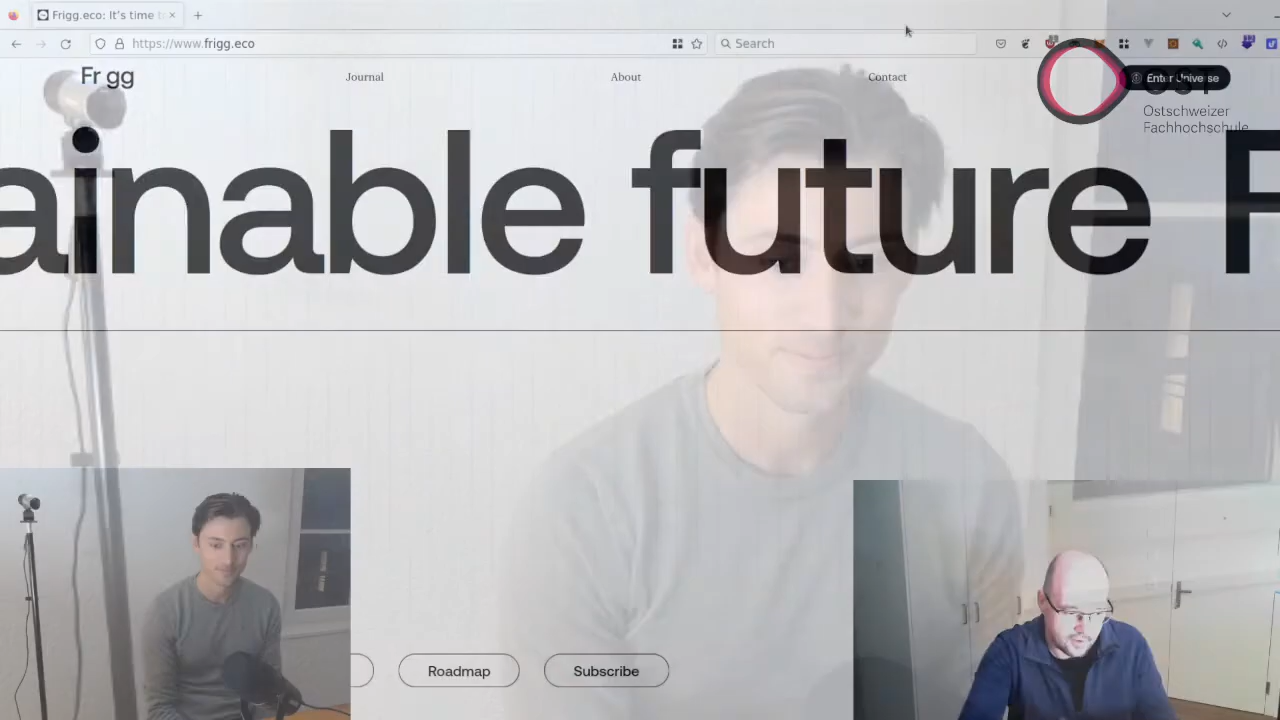 Frigg.eco: It's time t
https://www.frigg.eco
Search
Fr gg
Journal
About
Contact
Enter Universe
OST
Ostschweizer
Fachhochschule
ainable future F
Roadmap
Subscribe